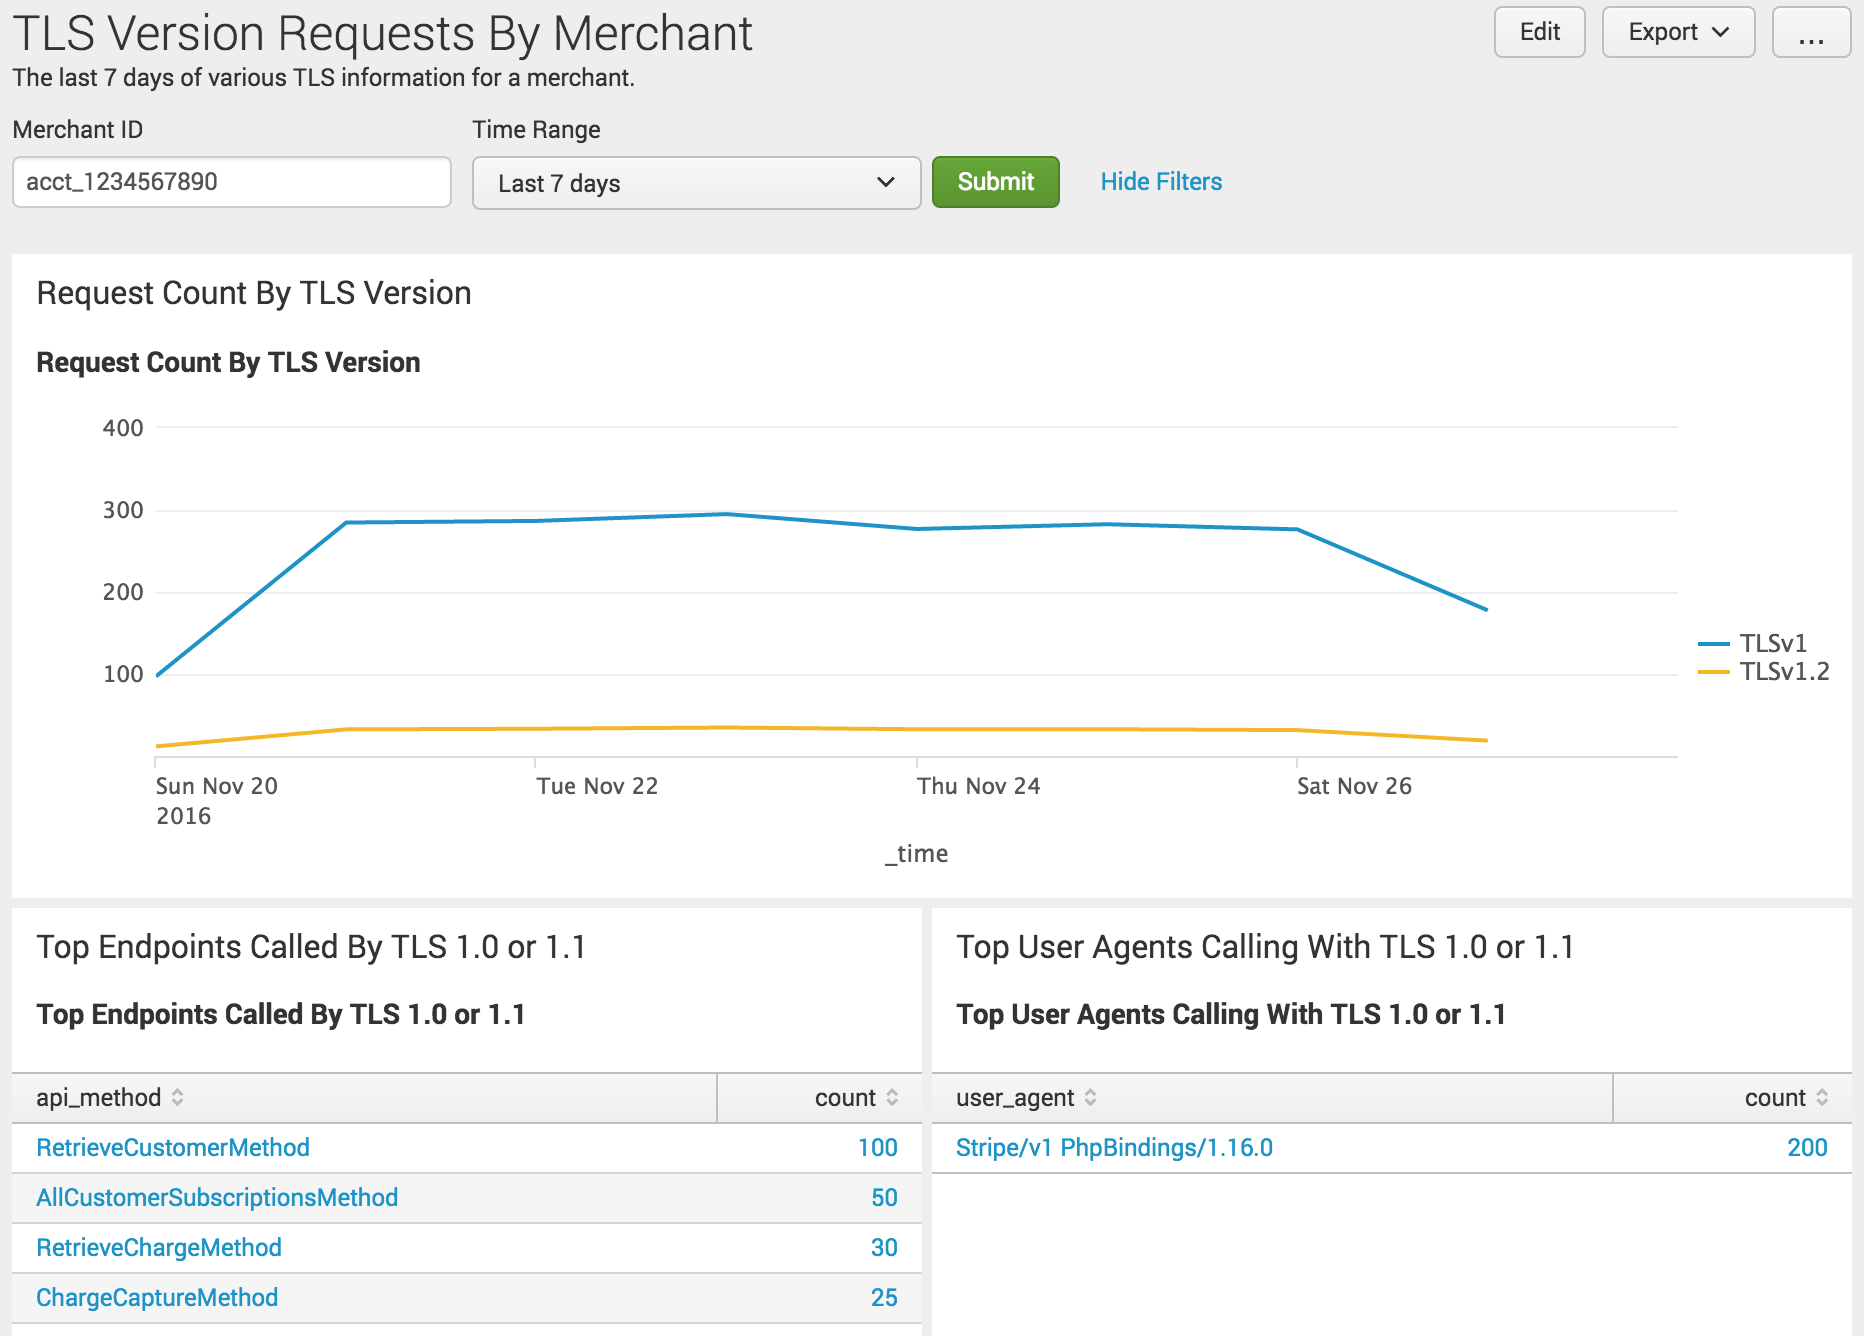 TLS Version Requests By Merchant
Edit
Export
...
The last 7 days of various TLS information for a merchant.
Merchant ID
Time Range
acct_1234567890
Last 7 days
Submit
Hide Filters
Request Count By TLS Version
Request Count By TLS Version
400
300
200
100
TLSv1
TLSv1.2
Sun Nov 20
2016
Tue Nov 22
Thu Nov 24
Sat Nov 26
_time
Top Endpoints Called By TLS 1.0 or 1.1
Top Endpoints Called By TLS 1.0 or 1.1
api_method count
RetrieveCustomerMethod 100
AllCustomerSubscriptionsMethod 50
RetrieveChargeMethod 30
ChargeCaptureMethod 25
Top User Agents Calling With TLS 1.0 or 1.1
Top User Agents Calling With TLS 1.0 or 1.1
user_agent count
Stripe/v1 PhpBindings/1.16.0 200